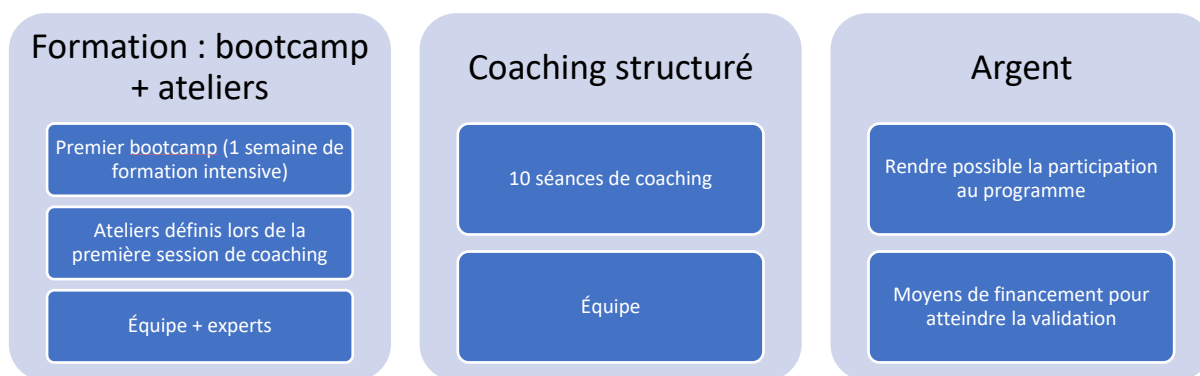 Formation : bootcamp
+ ateliers
Premier bootcamp (1 semaine de
formation intensive)
Ateliers définis lors de la
première session de coaching
Équipe + experts
Coaching structuré
10 séances de coaching
Équipe
Argent
Rendre possible la participation
au programme
Moyens de financement pour
atteindre la validation